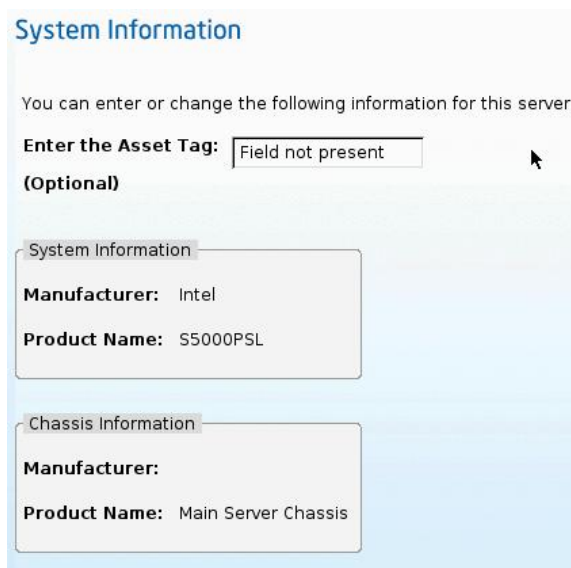 System Information
You can enter or change the following information for this server
Enter the Asset Tag: Field not present
(Optional)
System Information
Manufacturer: Intel
Product Name: S5000PSL
Chassis Information
Manufacturer:
Product Name: Main Server Chassis